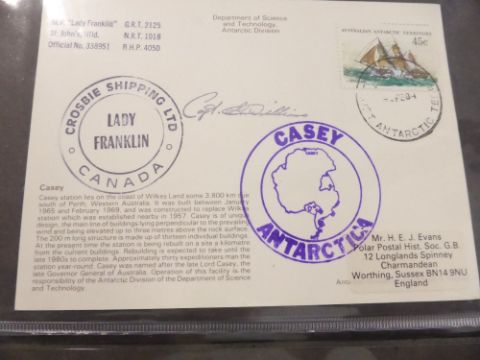 M.V. "Lady Franklin" G.R.T. 2125
St. John's, Nfld. N.R.T. 1018
Official No. 338951 B.H.P. 4050
Department of Science
and Technology
Antarctic Division
AUSTRALIAN ANTARCTIC TERRITORY
45c
ANTARCTIC TE
CROSBIE SHIPPING LTD
LADY
FRANKLIN
CANADA
Capt. Williams
CASEY
CASEY
ANTARCTICA
Casey
Casey station lies on the coast of Wilkes Land some 3,800 km due
south of Perth, Western Australia. It was built between January
1965 and February 1969, and was constructed to replace Wilkes
station which was established nearby in 1957. Casey is of unique
design, the main line of buildings lying perpendicular to the prevailing
wind and being elevated up to three metres above the rock surface.
The 200 m long structure is made up of thirteen individual buildings.
At the present time the station is being rebuilt on a site a kilometre
from the current buildings. Rebuilding is expected to take until the
late 1980s to complete. Approximately thirty expeditioners man the
station year-round. Casey was named after the late Lord Casey, the
late Governor General of Australia. Operation of this facility is the
responsibility of the Antarctic Division of the Department of Science
and Technology.
Mr. H. E. J. Evans
Polar Postal Hist. Soc. G.B.
12 Longlands Spinney
Charmandean
Worthing, Sussex BN14 9NU
England